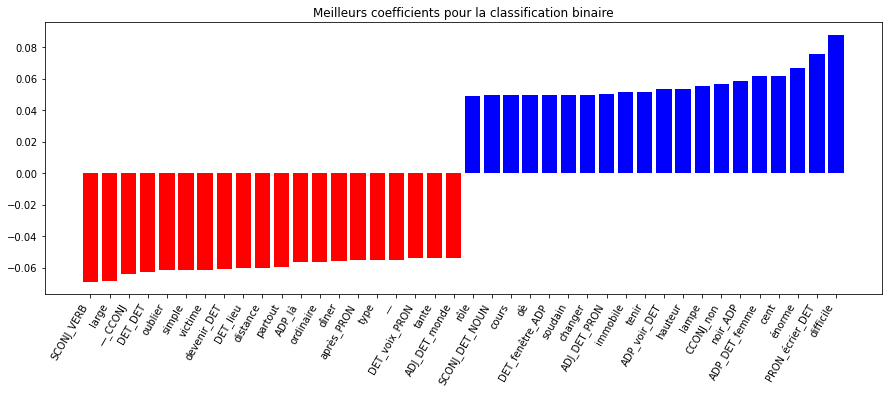 Meilleurs coefficients pour la classification binaire
0.08
0.06
0.04
0.02
0.00
−0.02
−0.04
−0.06
SCONJ_VERB
large
—_CCONJ
DET_DET
oublier
simple
victime
devenir_DET
DET_lieu
distance
partout
ADP_là
ordinaire
dîner
après_PRON
type
—
DET_voix_PRON
tante
ADJ_DET_monde
rôle
SCONJ_DET_NOUN
cours
dè
DET_fenêtre_ADP
soudain
changer
ADJ_DET_PRON
immobile
tenir
ADP_voir_DET
hauteur
lampe
CCONJ_non
noir_ADP
ADP_DET_femme
cent
énorme
PRON_écrier_DET
difficile